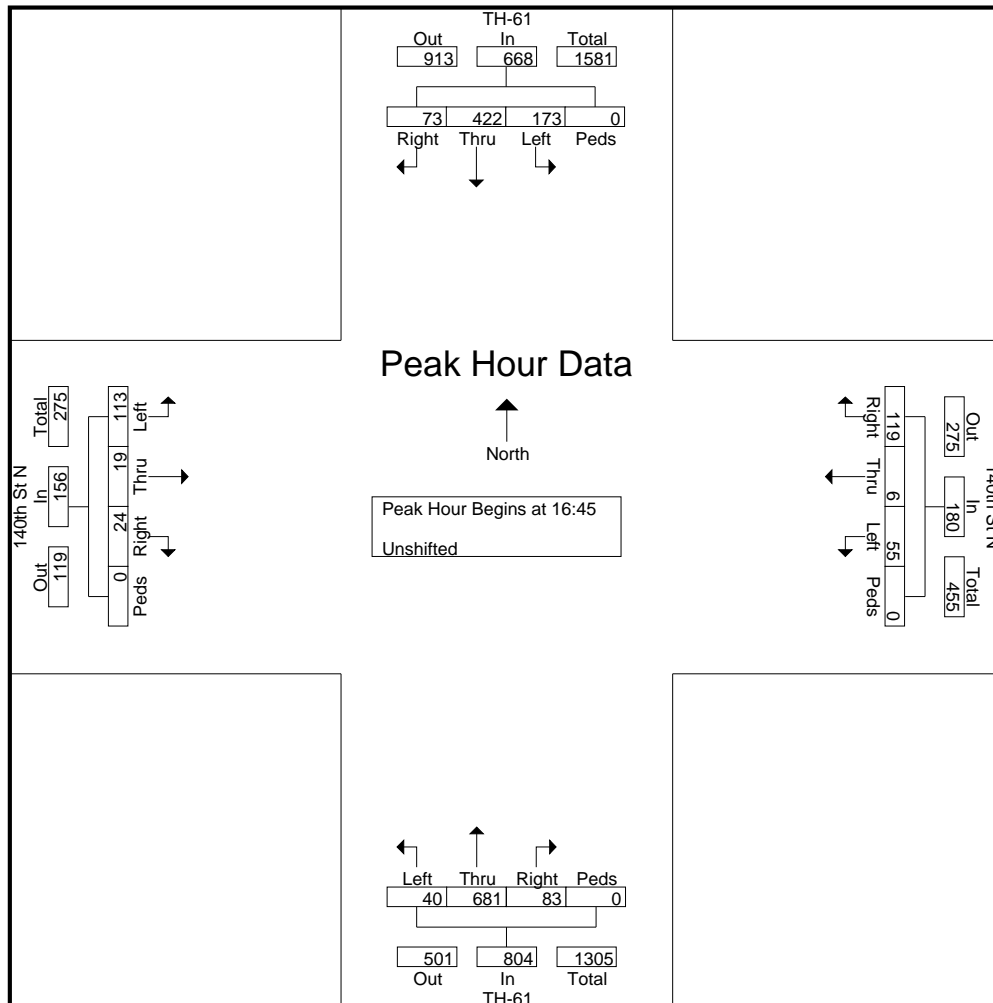 TH-61
Out In Total
913 668 1581
73 422 173 0
Right Thru Left Peds
Peak Hour Data
North
Peak Hour Begins at 16:45
Unshifted
140th St N
Total In Out
275 156 119
113 19 24 0
Left Thru Right Peds
Right Thru Left Peds
119 6 55 0
Out In Total
275 180 455
140th St N
Left Thru Right Peds
40 681 83 0
501 804 1305
Out In Total
TH-61